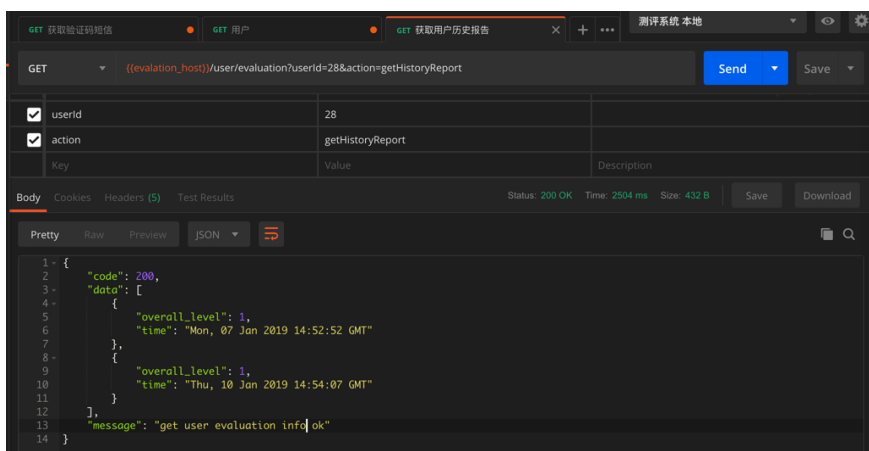 GET 获取验证码短信 GET 用户 GET 获取用户历史报告 测评系统 本地
GET {{evalation_host}}/user/evaluation?userId=28&action=getHistoryReport Send Save
userId 28
action getHistoryReport
Key Value Description
Body Cookies Headers (5) Test Results Status: 200 OK Time: 2504 ms Size: 432 B Save Download
Pretty Raw Preview JSON
1 {
2 "code": 200,
3 "data": [
4 {
5 "overall_level": 1,
6 "time": "Mon, 07 Jan 2019 14:52:52 GMT"
7 },
8 {
9 "overall_level": 1,
10 "time": "Thu, 10 Jan 2019 14:54:07 GMT"
11 }
12 ],
13 "message": "get user evaluation info ok"
14 }